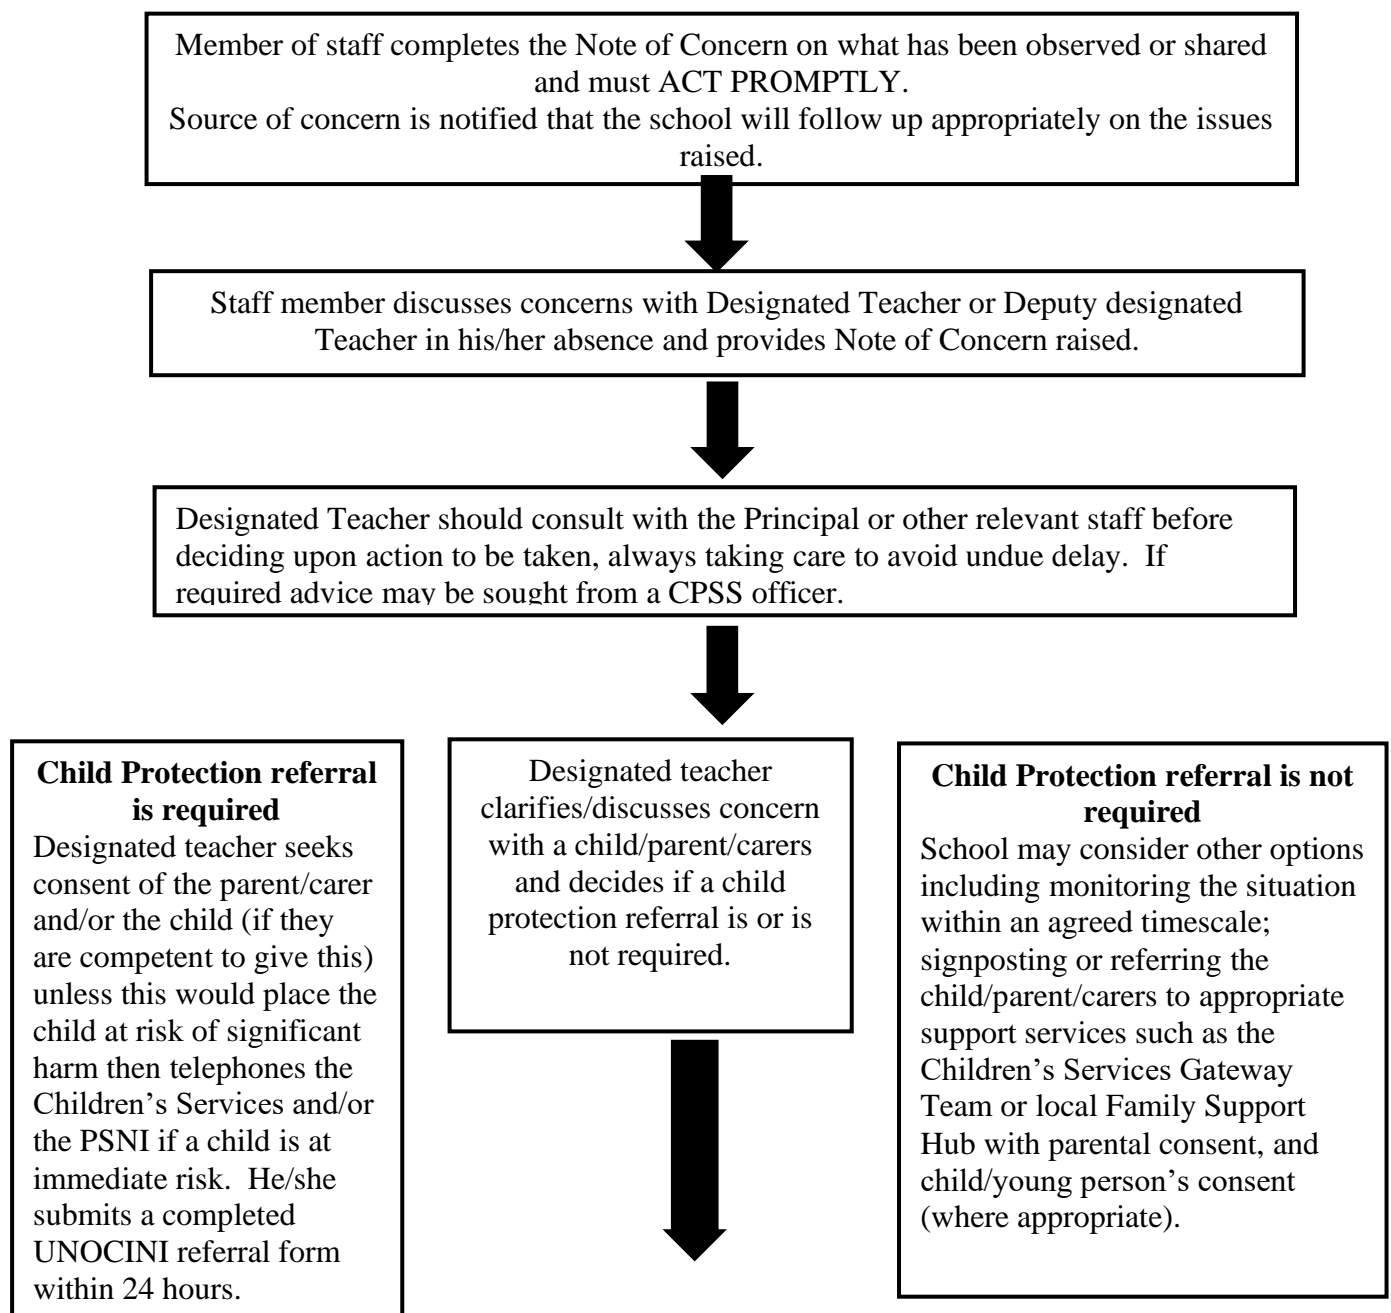 Member of staff completes the Note of Concern on what has been observed or shared
and must ACT PROMPTLY.
Source of concern is notified that the school will follow up appropriately on the issues
raised.
Staff member discusses concerns with Designated Teacher or Deputy designated
Teacher in his/her absence and provides Note of Concern raised.
Designated Teacher should consult with the Principal or other relevant staff before
deciding upon action to be taken, always taking care to avoid undue delay.  If
required advice may be sought from a CPSS officer.
Child Protection referral
is required
Designated teacher seeks
consent of the parent/carer
and/or the child (if they
are competent to give this)
unless this would place the
child at risk of significant
harm then telephones the
Children’s Services and/or
the PSNI if a child is at
immediate risk.  He/she
submits a completed
UNOCINI referral form
within 24 hours.
Designated teacher
clarifies/discusses concern
with a child/parent/carers
and decides if a child
protection referral is or is
not required.
Child Protection referral is not
required
School may consider other options
including monitoring the situation
within an agreed timescale;
signposting or referring the
child/parent/carers to appropriate
support services such as the
Children’s Services Gateway
Team or local Family Support
Hub with parental consent, and
child/young person’s consent
(where appropriate).